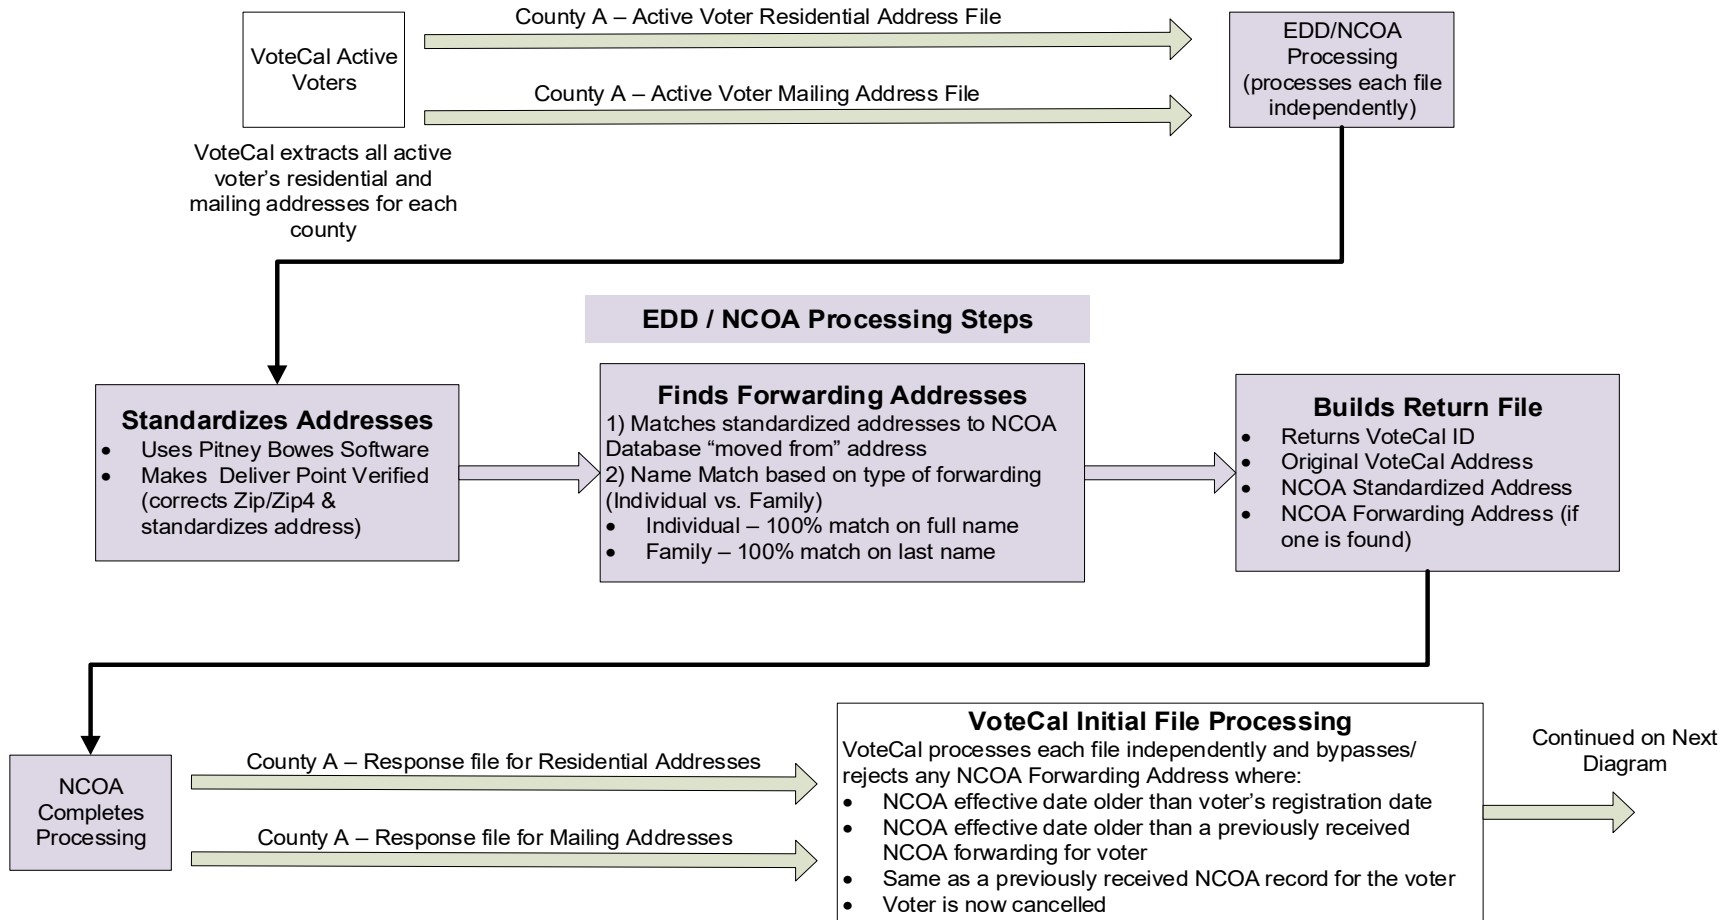 County A – Active Voter Residential Address File
VoteCal Active
Voters
County A – Active Voter Mailing Address File
EDD/NCOA
Processing
(processes each file
independently)
VoteCal extracts all active
voter’s residential and
mailing addresses for each
county
EDD / NCOA Processing Steps
Standardizes Addresses
• Uses Pitney Bowes Software
• Makes Deliver Point Verified
(corrects Zip/Zip4 &
standardizes address)
Finds Forwarding Addresses
1) Matches standardized addresses to NCOA
Database “moved from” address
2) Name Match based on type of forwarding
(Individual vs. Family)
• Individual – 100% match on full name
• Family – 100% match on last name
Builds Return File
• Returns VoteCal ID
• Original VoteCal Address
• NCOA Standardized Address
• NCOA Forwarding Address (if
one is found)
NCOA
Completes
Processing
County A – Response file for Residential Addresses
County A – Response file for Mailing Addresses
VoteCal Initial File Processing
VoteCal processes each file independently and bypasses/
rejects any NCOA Forwarding Address where:
• NCOA effective date older than voter’s registration date
• NCOA effective date older than a previously received
NCOA forwarding for voter
• Same as a previously received NCOA record for the voter
• Voter is now cancelled
Continued on Next
Diagram